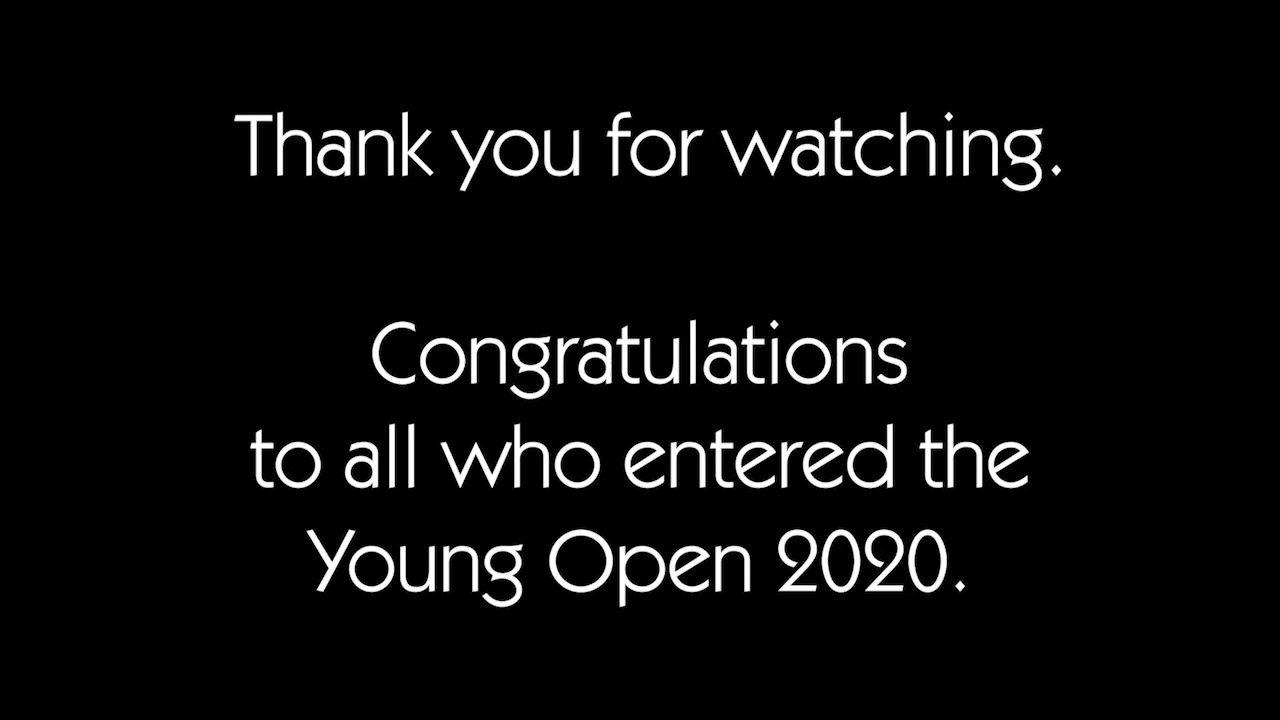 Thank you for watching.
Congratulations
to all who entered the
Young Open 2020.